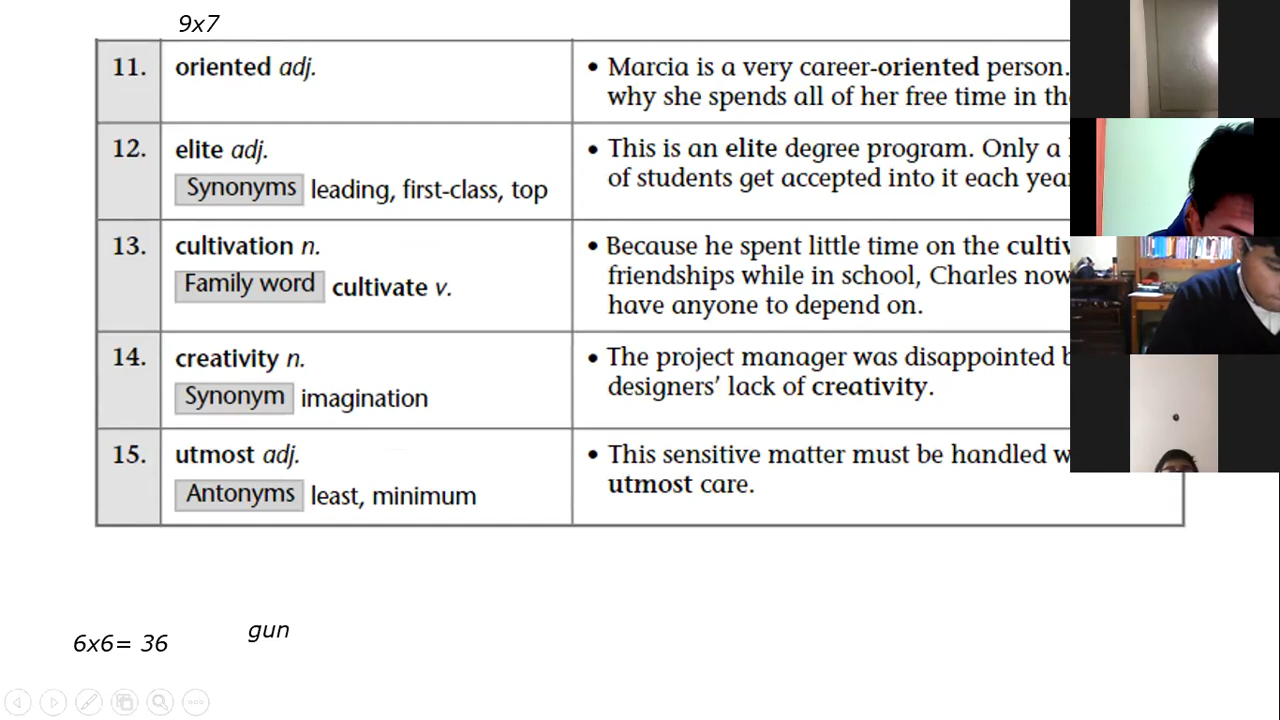 9x7
11. oriented adj.
• Marcia is a very career-oriented person.
why she spends all of her free time in
12. elite adj.
Synonyms leading, first-class, top
• This is an elite degree program. Only a
of students get accepted into it each
13. cultivation n.
Family word cultivate v.
• Because he spent little time on the
friendships while in school, Charles now
have anyone to depend on.
14. creativity n.
Synonym imagination
• The project manager was disappointed
designers’ lack of creativity.
15. utmost adj.
Antonyms least, minimum
• This sensitive matter must be handled
utmost care.
6x6= 36
gun